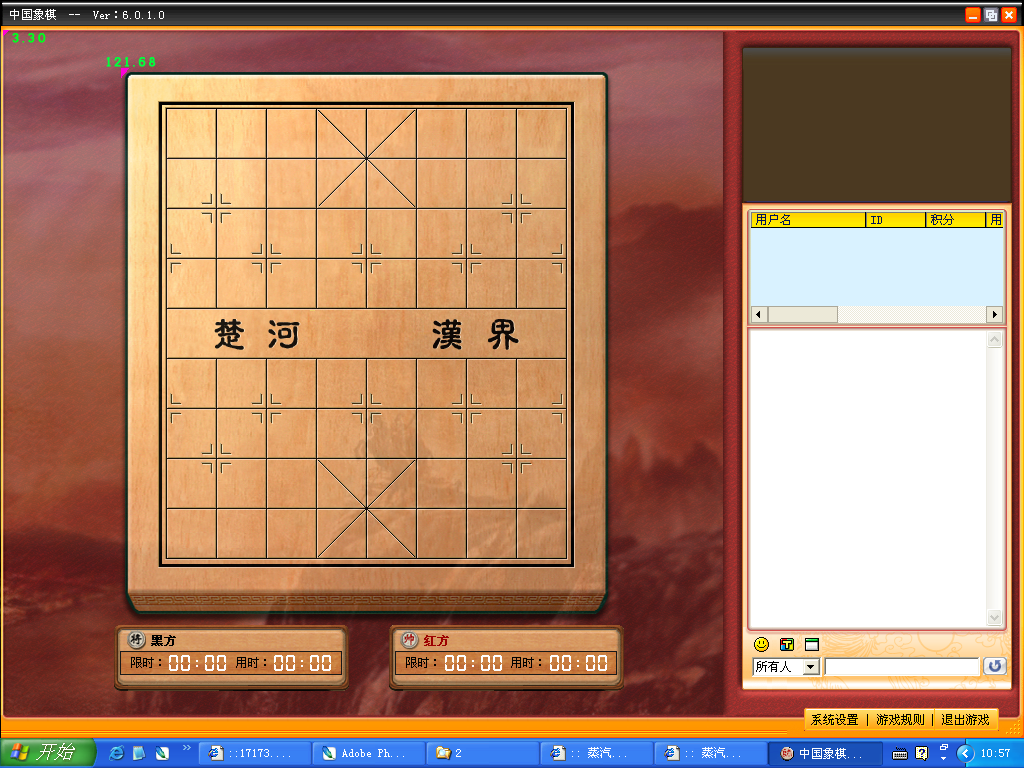 中国象棋 -- Ver：6.0.1.0
3.30
121.68
用户名 ID 积分 用
楚 河 漢 界
将 黑方
限时：00:00 用时：00:00
帅 红方
限时：00:00 用时：00:00
所有人
系统设置 | 游戏规则 | 退出游戏
开始
::17173....
Adobe Ph...
2
:: 蒸汽...
:: 蒸汽...
中国象棋...
10:57